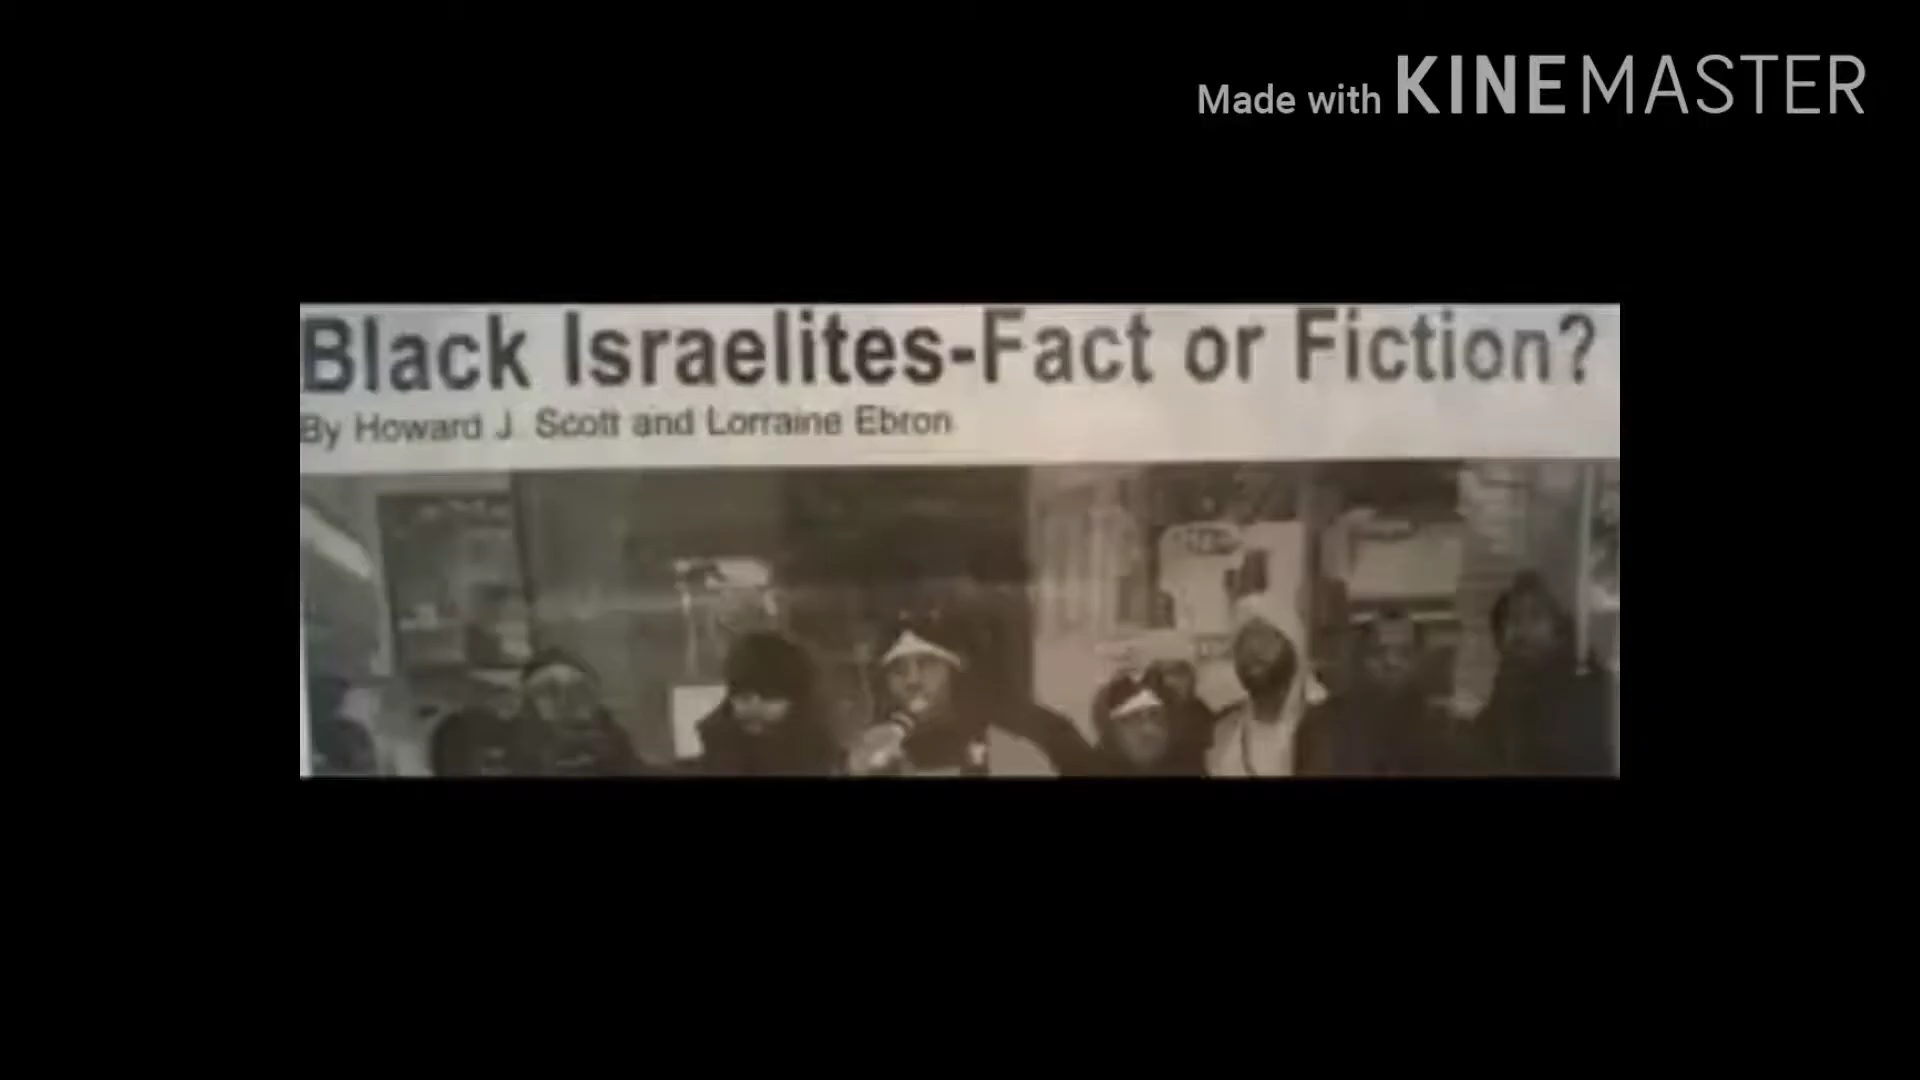 Made with KINEMASTER
Black Israelites-Fact or Fiction?
By Howard J. Scott and Lorraine Ebron